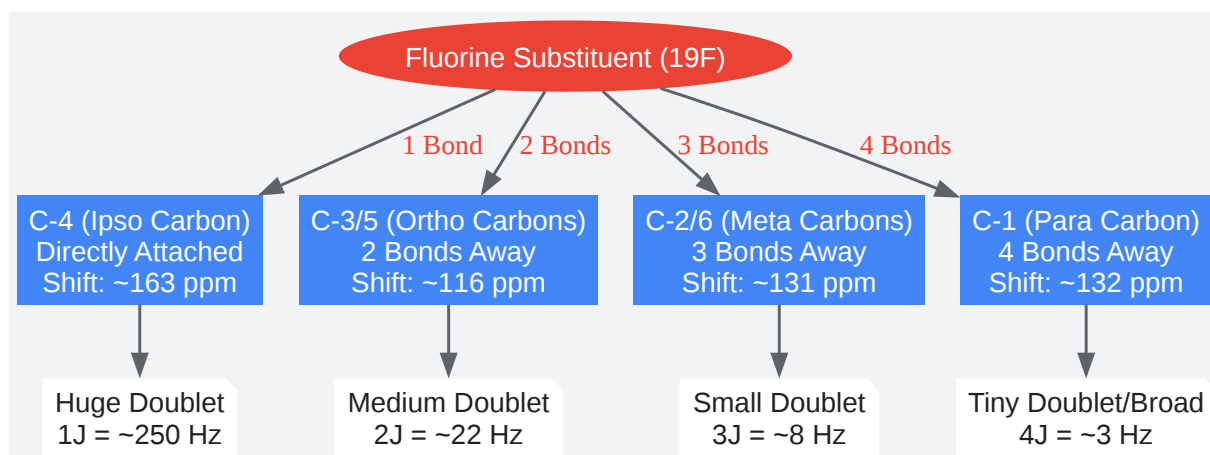 Fluorine Substituent (19F)
1 Bond
2 Bonds
3 Bonds
4 Bonds
C-4 (Ipso Carbon)
Directly Attached
Shift: ~163 ppm
C-3/5 (Ortho Carbons)
2 Bonds Away
Shift: ~116 ppm
C-2/6 (Meta Carbons)
3 Bonds Away
Shift: ~131 ppm
C-1 (Para Carbon)
4 Bonds Away
Shift: ~132 ppm
Huge Doublet
1J = ~250 Hz
Medium Doublet
2J = ~22 Hz
Small Doublet
3J = ~8 Hz
Tiny Doublet/Broad
4J = ~3 Hz